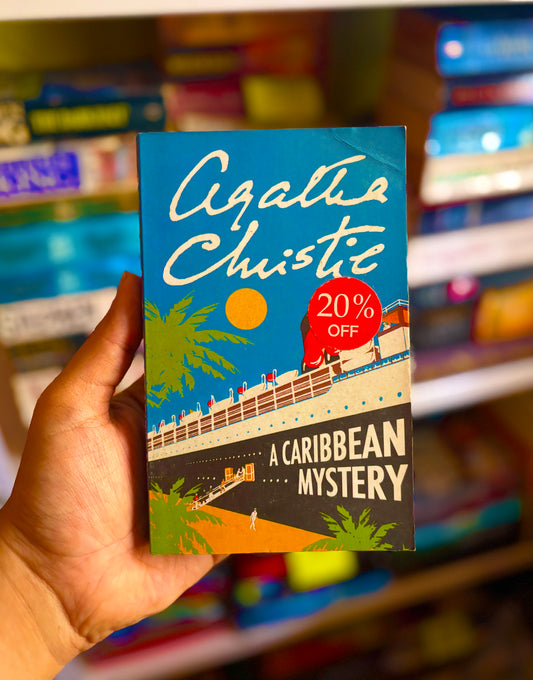 Agatha
Christie
20%
OFF
A CARIBBEAN
MYSTERY